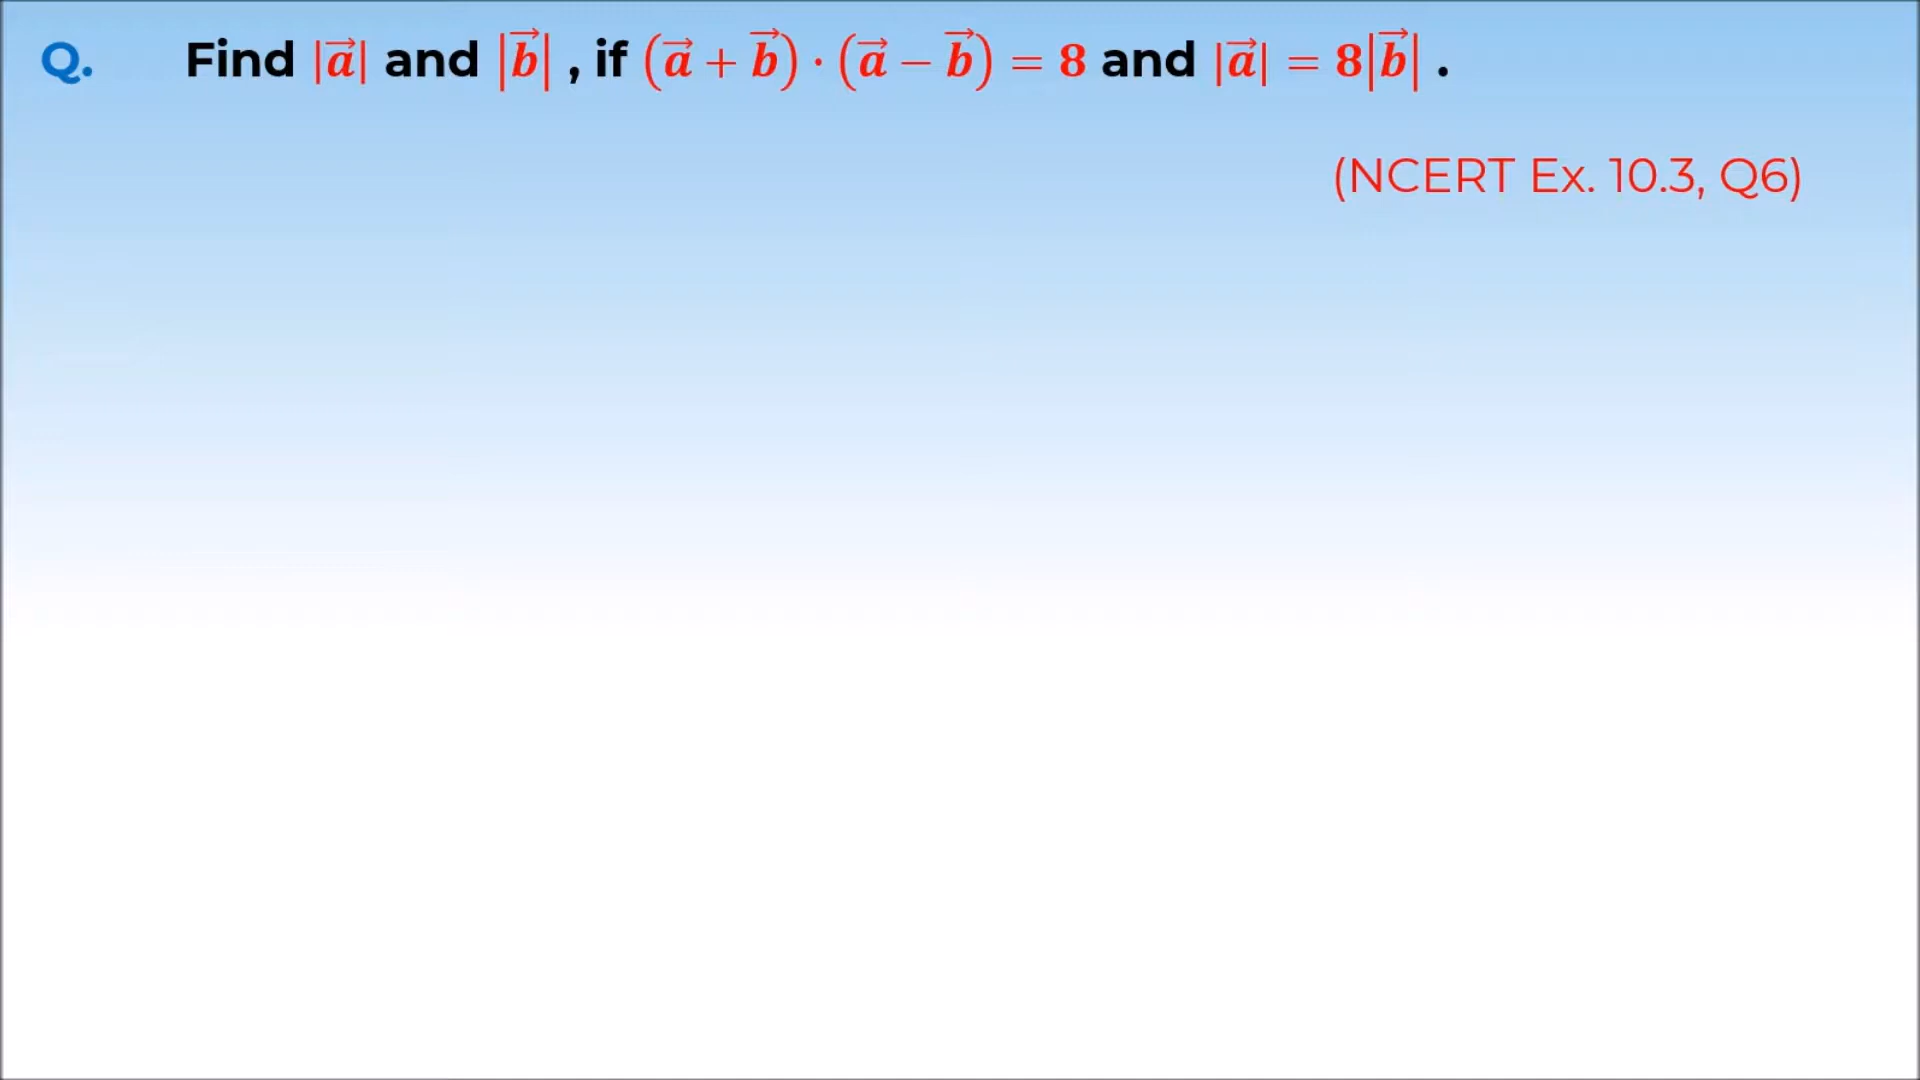 Q. Find |a⃗| and |b⃗| , if (a⃗ + b⃗) · (a⃗ − b⃗) = 8 and |a⃗| = 8|b⃗| .
(NCERT Ex. 10.3, Q6)